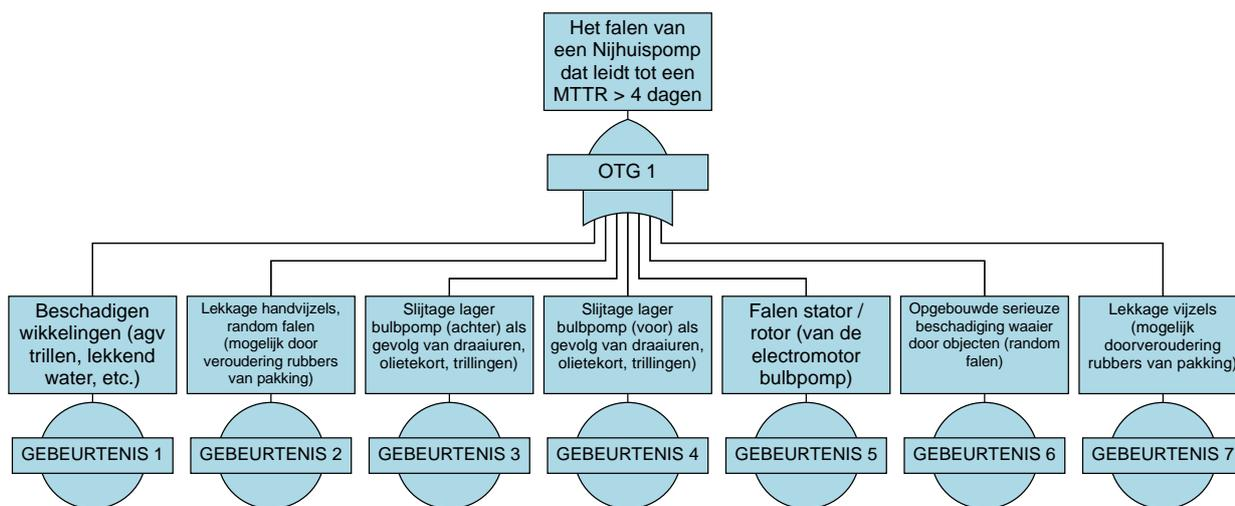 Het falen van
een Nijhuispomp
dat leidt tot een
MTTR > 4 dagen
OTG 1
Beschadigen
wikkelingen (agv
trillen, lekkend
water, etc.)
Lekkage handvijzels,
random falen
(mogelijk door
veroudering rubbers
van pakking)
Slijtage lager
bulbpomp (achter) als
gevolg van draaiuren,
olietekort, trillingen)
Slijtage lager
bulbpomp (voor) als
gevolg van draaiuren,
olietekort, trillingen)
Falen stator /
rotor (van de
electromotor
bulbpomp)
Opgebouwde serieuze
beschadiging waaier
door objecten (random
falen)
Lekkage vijzels
(mogelijk
doorveroudering
rubbers van pakking)
GEBEURTENIS 1
GEBEURTENIS 2
GEBEURTENIS 3
GEBEURTENIS 4
GEBEURTENIS 5
GEBEURTENIS 6
GEBEURTENIS 7